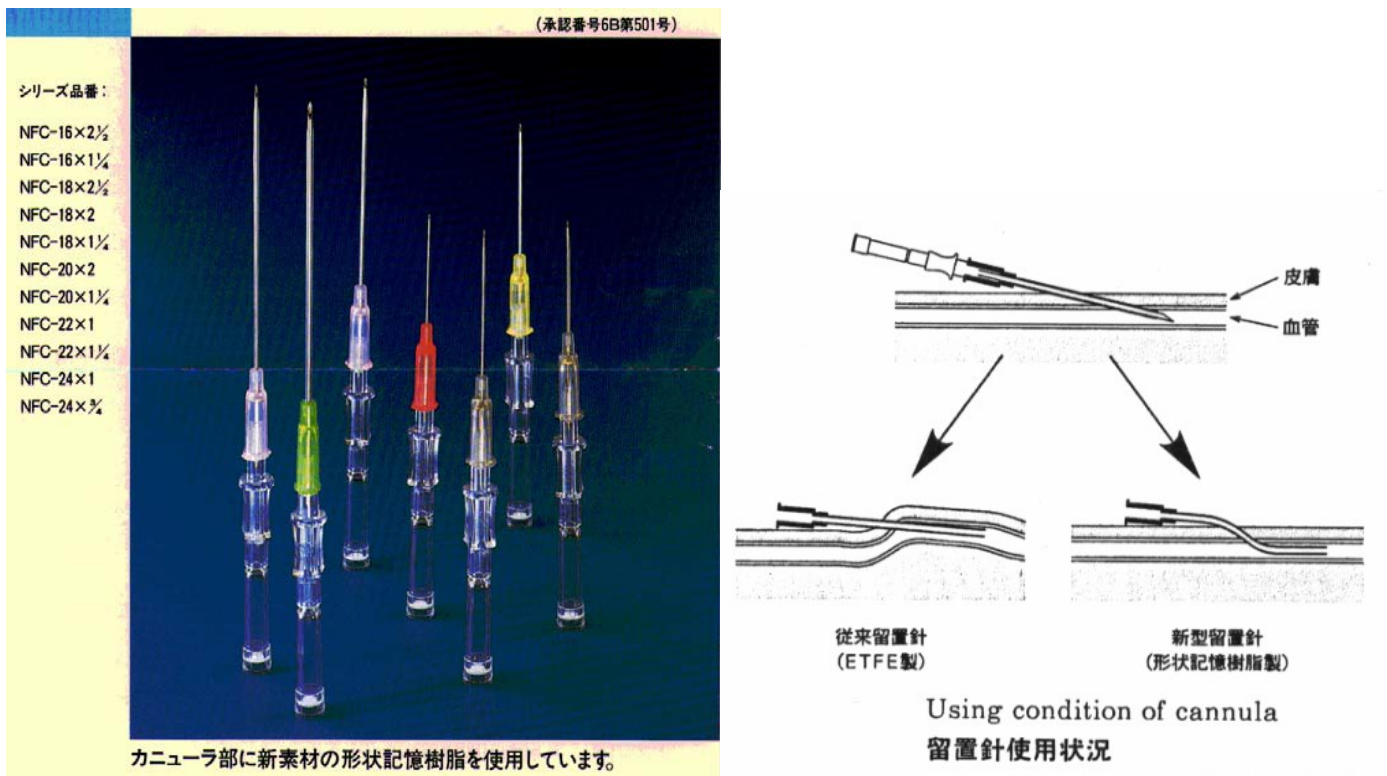 (承認番号6B第501号)
シリーズ品番：
NFC-16×2½
NFC-16×1¼
NFC-18×2½
NFC-18×2
NFC-18×1¼
NFC-20×2
NFC-20×1¼
NFC-22×1
NFC-22×1¼
NFC-24×1
NFC-24×¾
カニューラ部に新素材の形状記憶樹脂を使用しています。
皮膚
血管
従来留置針
(ETFE製)
新型留置針
(形状記憶樹脂製)
Using condition of cannula
留置針使用状況